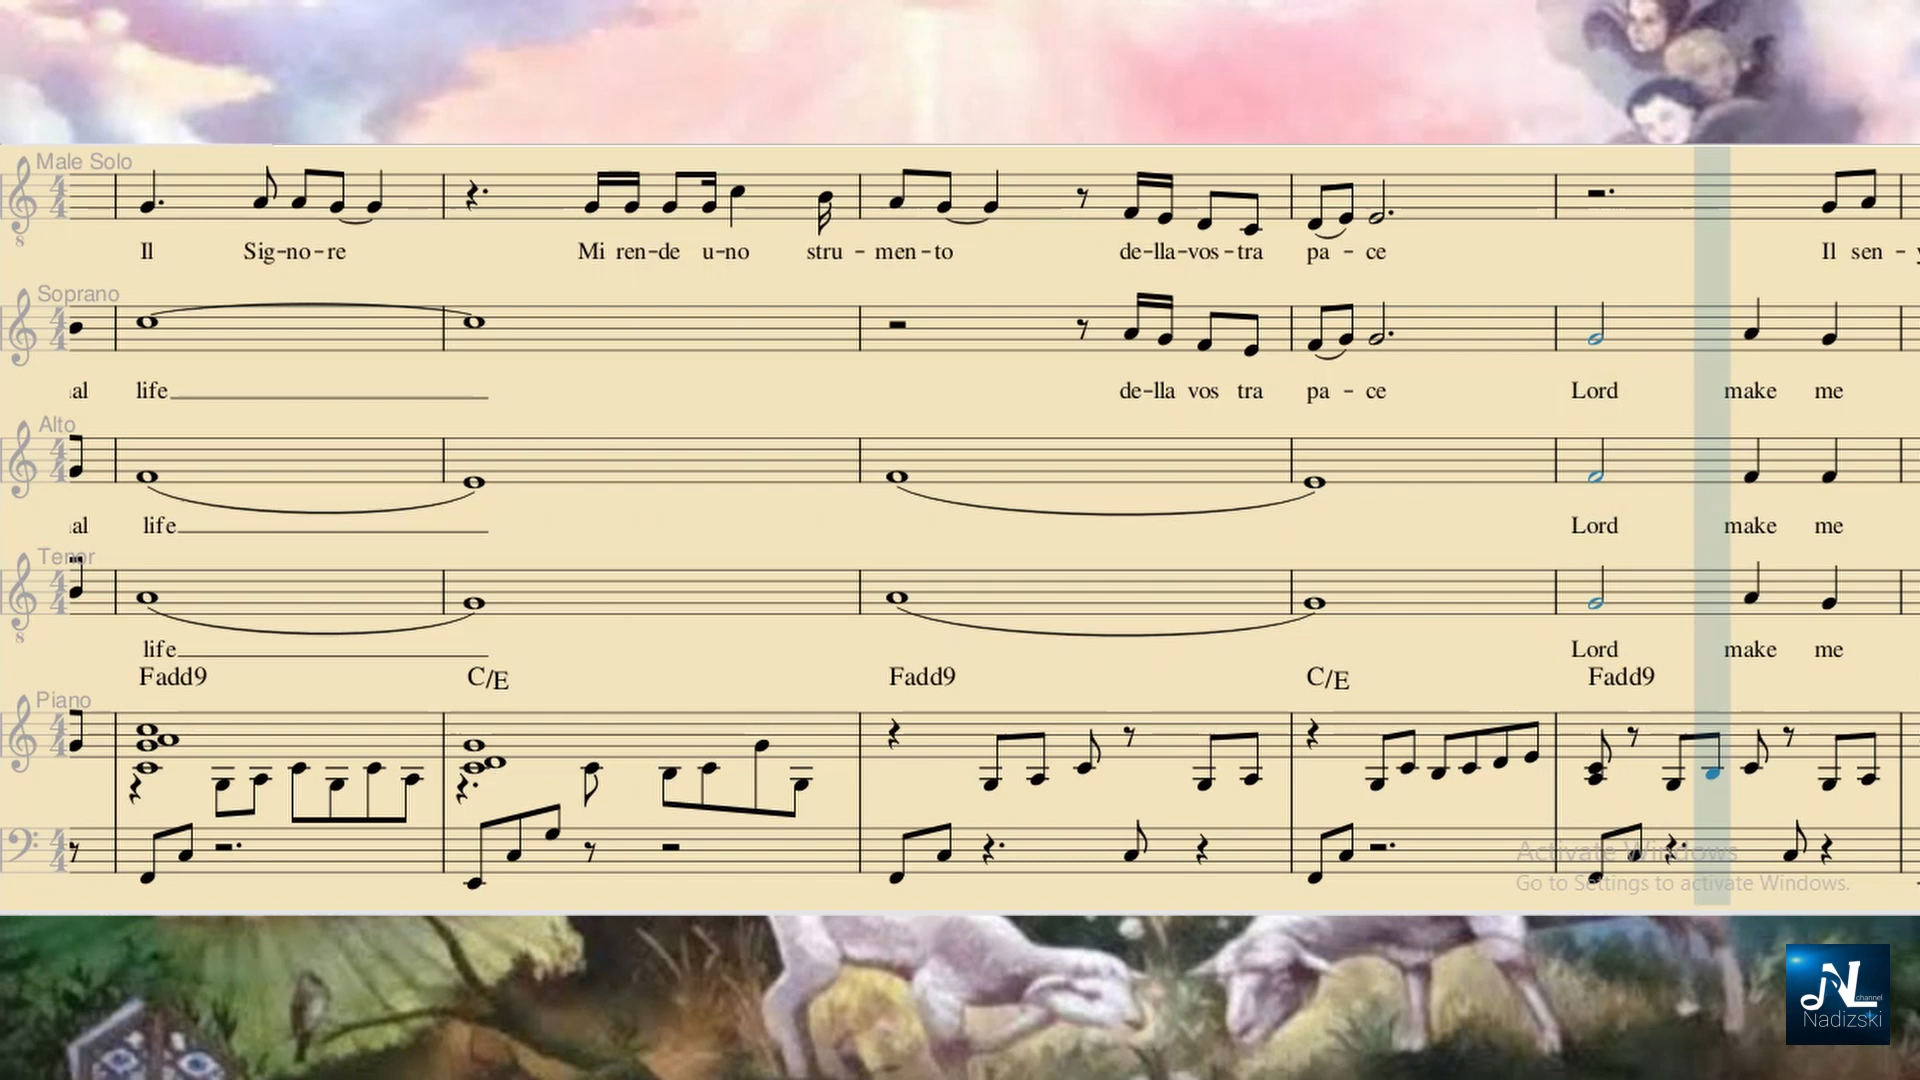 Male Solo
Il Sig-no-re Mi ren-de u-no stru-men-to de-lla-vos-tra pa-ce Il sen-
Soprano
al life de-lla vos tra pa-ce Lord make me
Alto
al life Lord make me
Tenor
life Lord make me
Fadd9 C/E Fadd9 C/E Fadd9
Piano
Activate Windows
Go to Settings to activate Windows.
NL
channel
Nadizski